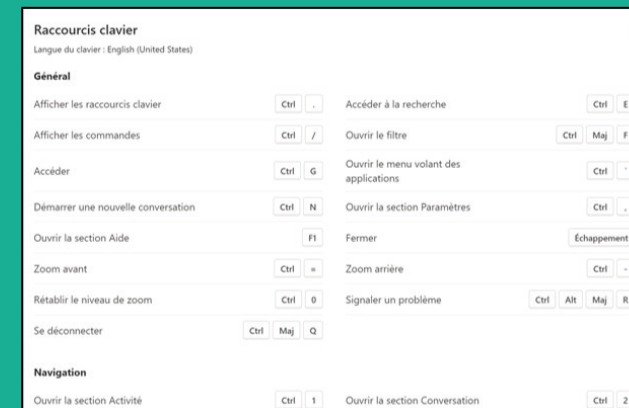 Raccourcis clavier
Langue du clavier : English (United States)
Général
Afficher les raccourcis clavier Ctrl . Accéder à la recherche Ctrl E
Afficher les commandes Ctrl / Ouvrir le filtre Ctrl Maj F
Accéder Ctrl G Ouvrir le menu volant des
applications Ctrl `
Démarrer une nouvelle conversation Ctrl N Ouvrir la section Paramètres Ctrl ,
Ouvrir la section Aide F1 Fermer Échappement
Zoom avant Ctrl = Zoom arrière Ctrl -
Rétablir le niveau de zoom Ctrl 0 Signaler un problème Ctrl Alt Maj R
Se déconnecter Ctrl Maj Q
Navigation
Ouvrir la section Activité Ctrl 1 Ouvrir la section Conversation Ctrl 2